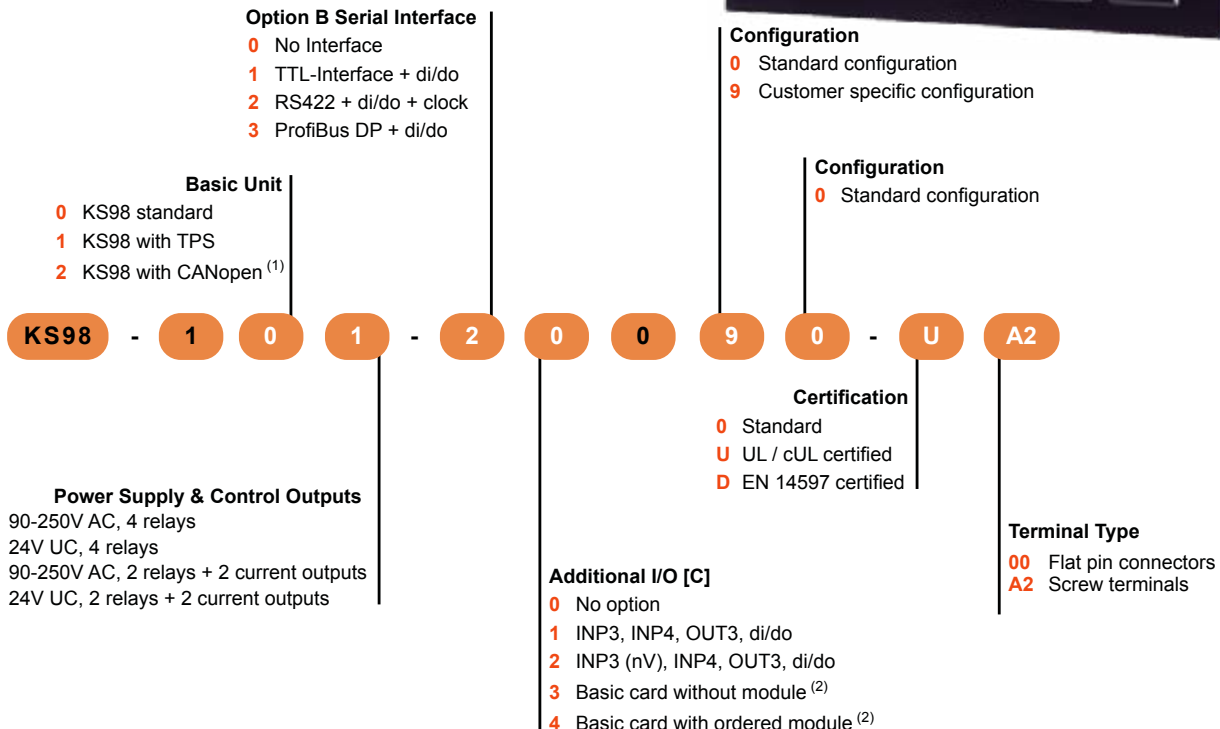 Option B Serial Interface
0 No Interface
1 TTL-Interface + di/do
2 RS422 + di/do + clock
3 ProfiBus DP + di/do
Configuration
0 Standard configuration
9 Customer specific configuration
Basic Unit
0 KS98 standard
1 KS98 with TPS
2 KS98 with CANopen (1)
Configuration
0 Standard configuration
KS98 - 1 0 1 - 2 0 0 9 0 - U A2
Certification
0 Standard
U UL / cUL certified
D EN 14597 certified
Power Supply & Control Outputs
90-250V AC, 4 relays
24V UC, 4 relays
90-250V AC, 2 relays + 2 current outputs
24V UC, 2 relays + 2 current outputs
Additional I/O [C]
0 No option
1 INP3, INP4, OUT3, di/do
2 INP3 (nV), INP4, OUT3, di/do
3 Basic card without module (2)
4 Basic card with ordered module (2)
Terminal Type
00 Flat pin connectors
A2 Screw terminals